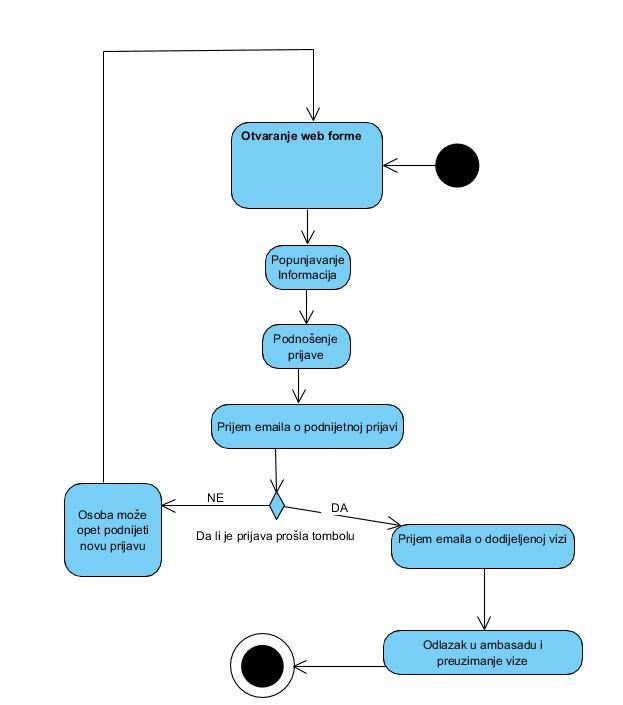 Otvaranje web forme
Popunjavanje
Informacija
Podnošenje
prijave
Prijem emaila o podnijetnoj prijavi
NE
DA
Osoba može
opet podnijeti
novu prijavu
Da li je prijava prošla tombolu
Prijem emaila o dodijeljenoj vizi
Odlazak u ambasadu i
preuzimanje vize